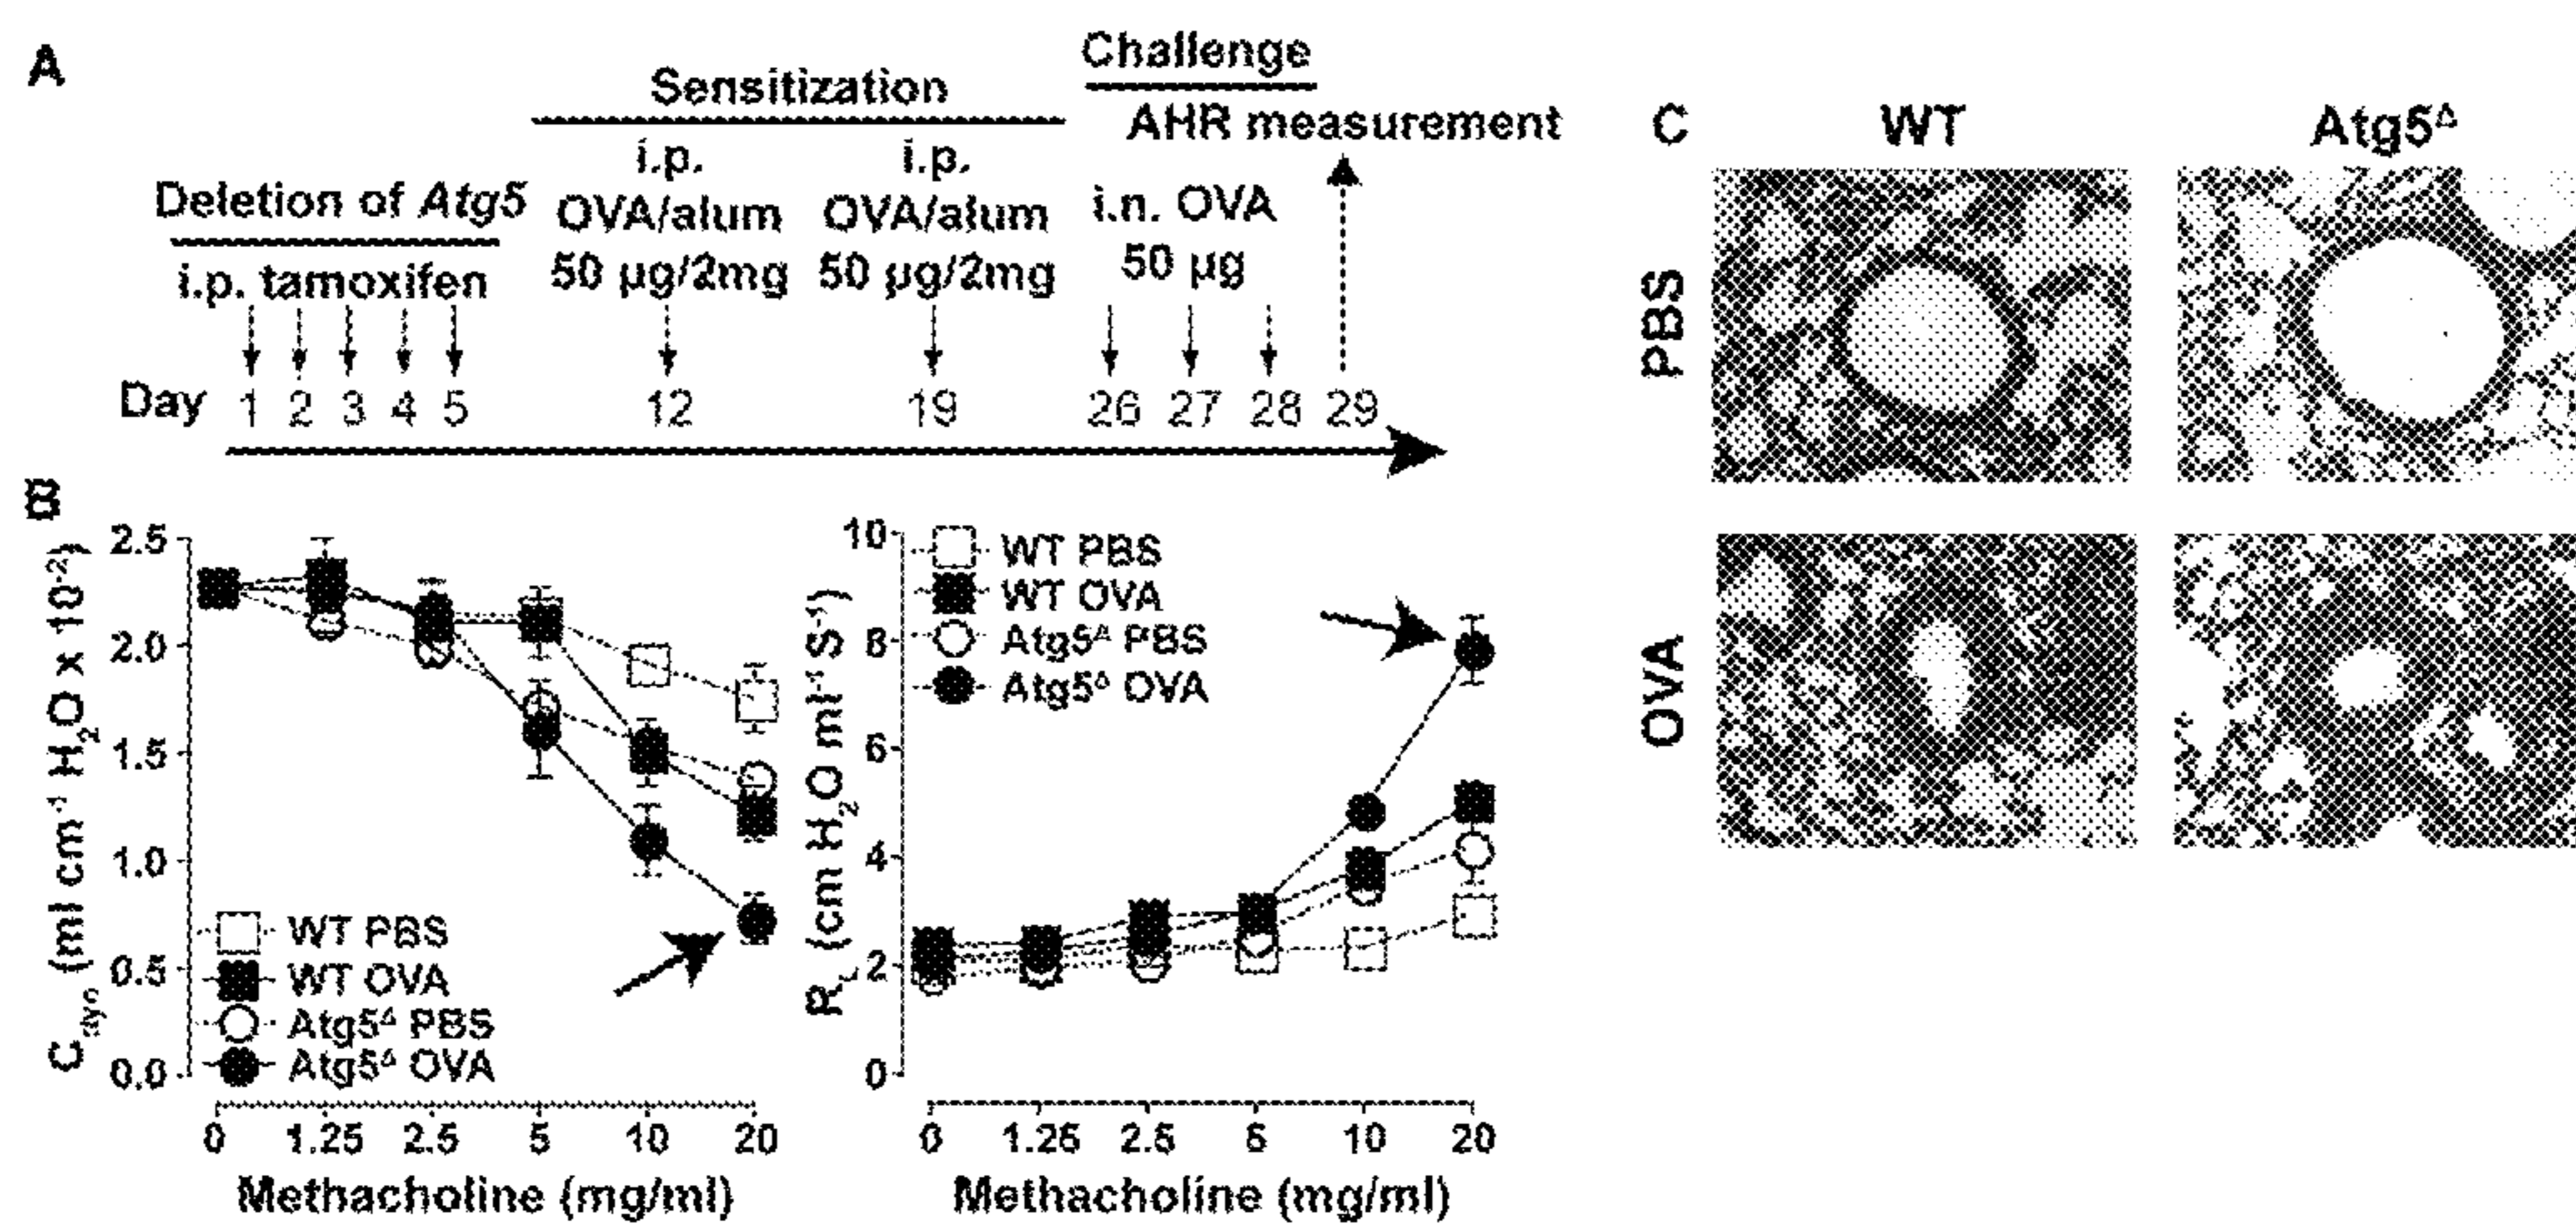 A
Challenge
Sensitization
AHR measurement
i.p. i.p.
Deletion of Atg5 OVA/alum OVA/alum i.n. OVA
i.p. tamoxifen 50 µg/2mg 50 µg/2mg 50 µg
Day 1 2 3 4 5 12 19 26 27 28 29
B
Cdyn (ml cm⁻¹ H₂O x 10⁻²)
2.5
2.0
1.5
1.0
0.5
0.0
WT PBS
WT OVA
Atg5Δ PBS
Atg5Δ OVA
0 1.25 2.5 5 10 20
Methacholine (mg/ml)
R_L (cm H₂O ml⁻¹ S⁻¹)
10
8
6
4
2
0
WT PBS
WT OVA
Atg5Δ PBS
Atg5Δ OVA
0 1.25 2.5 5 10 20
Methacholine (mg/ml)
C WT Atg5Δ
PBS
OVA